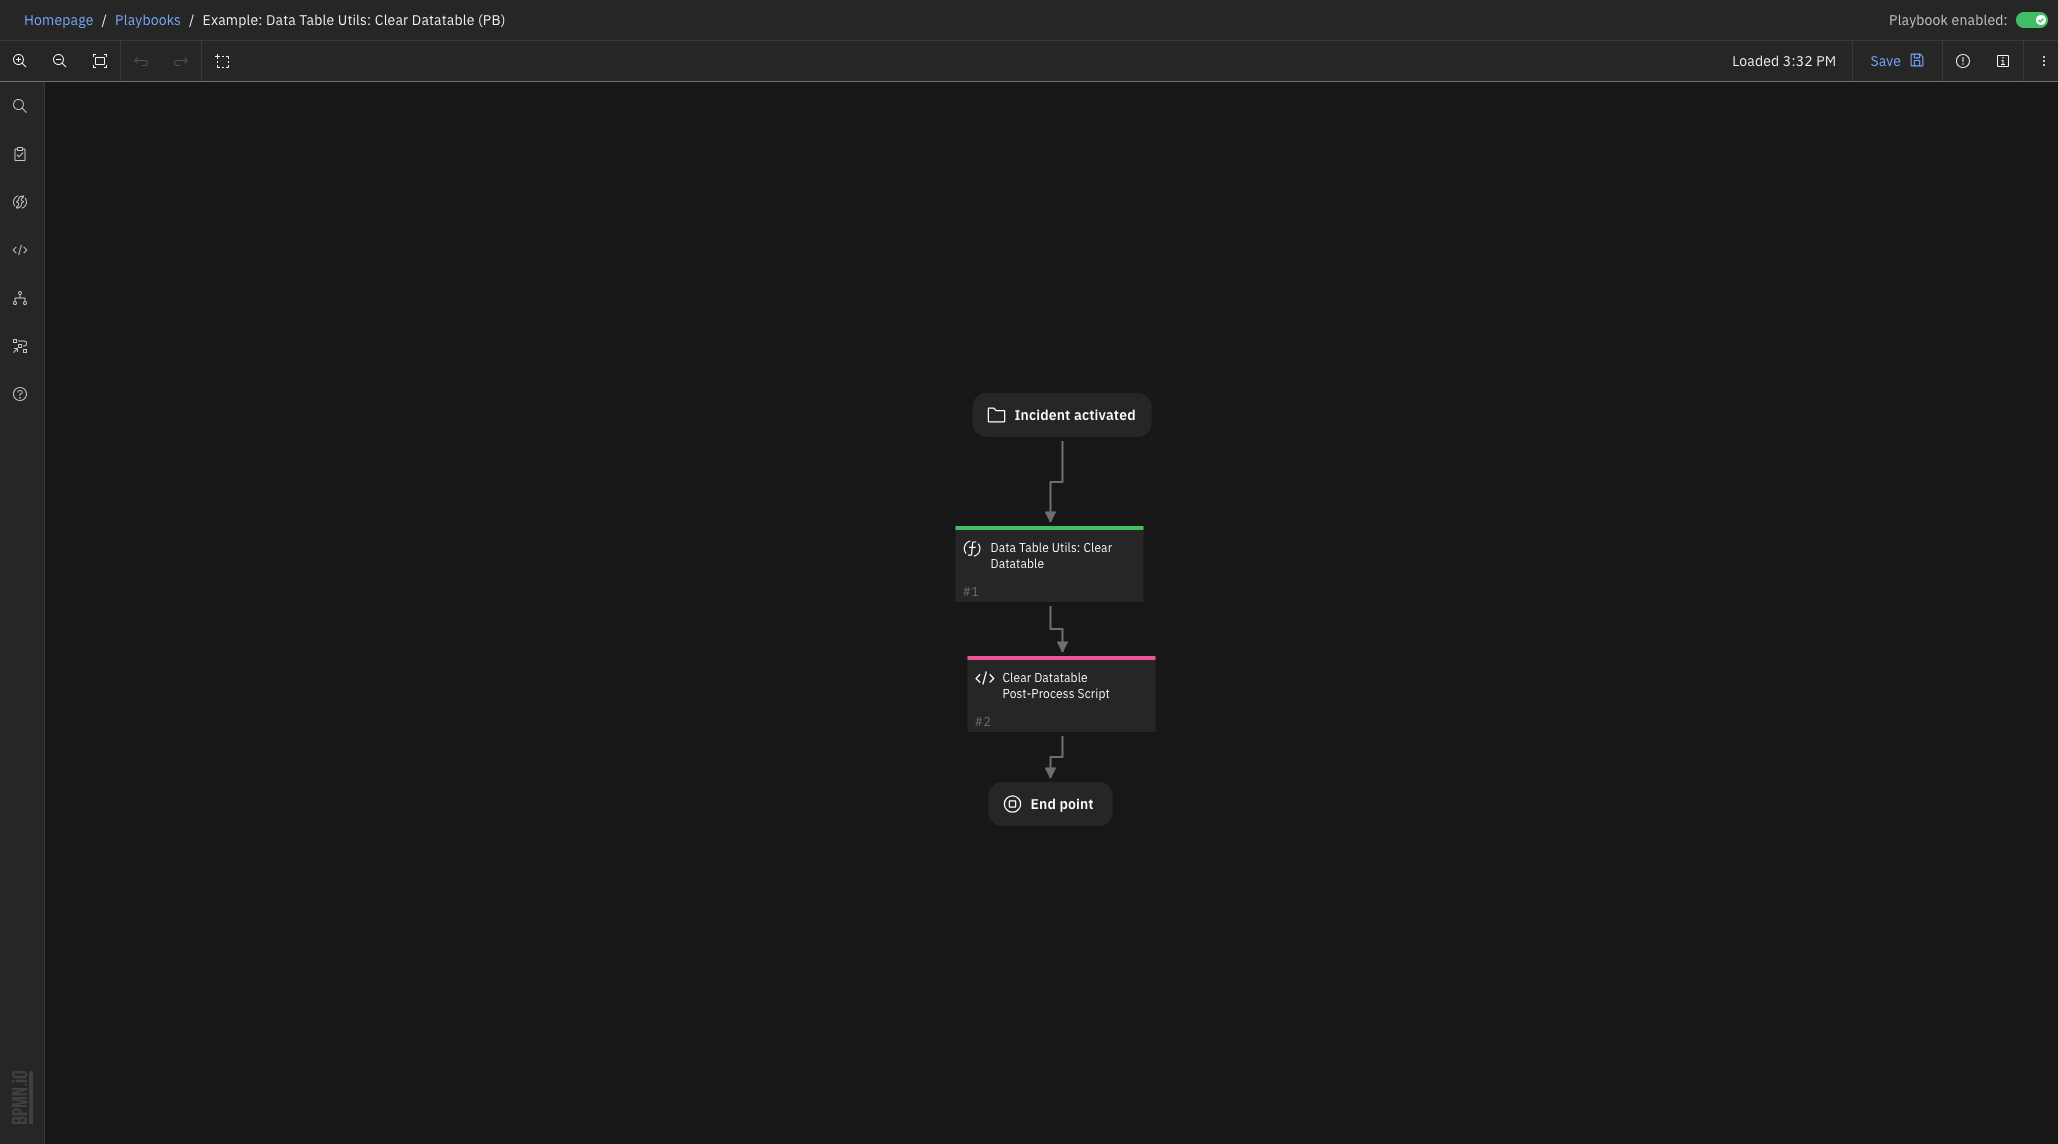 Homepage / Playbooks / Example: Data Table Utils: Clear Datatable (PB)
Playbook enabled:
Loaded 3:32 PM
Save
Incident activated
Data Table Utils: Clear
Datatable
#1
Clear Datatable
Post-Process Script
#2
End point
BPMN.iO